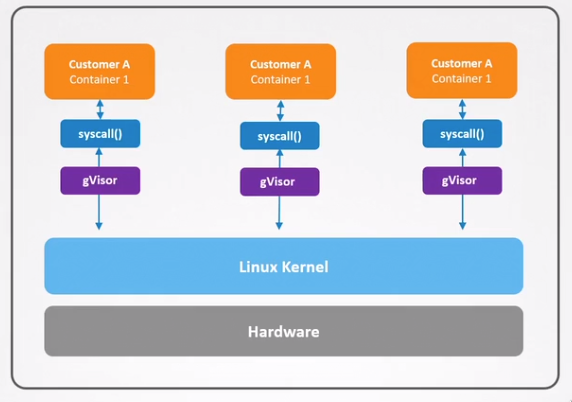 Customer A
Container 1
Customer A
Container 1
Customer A
Container 1
syscall()
syscall()
syscall()
gVisor
gVisor
gVisor
Linux Kernel
Hardware